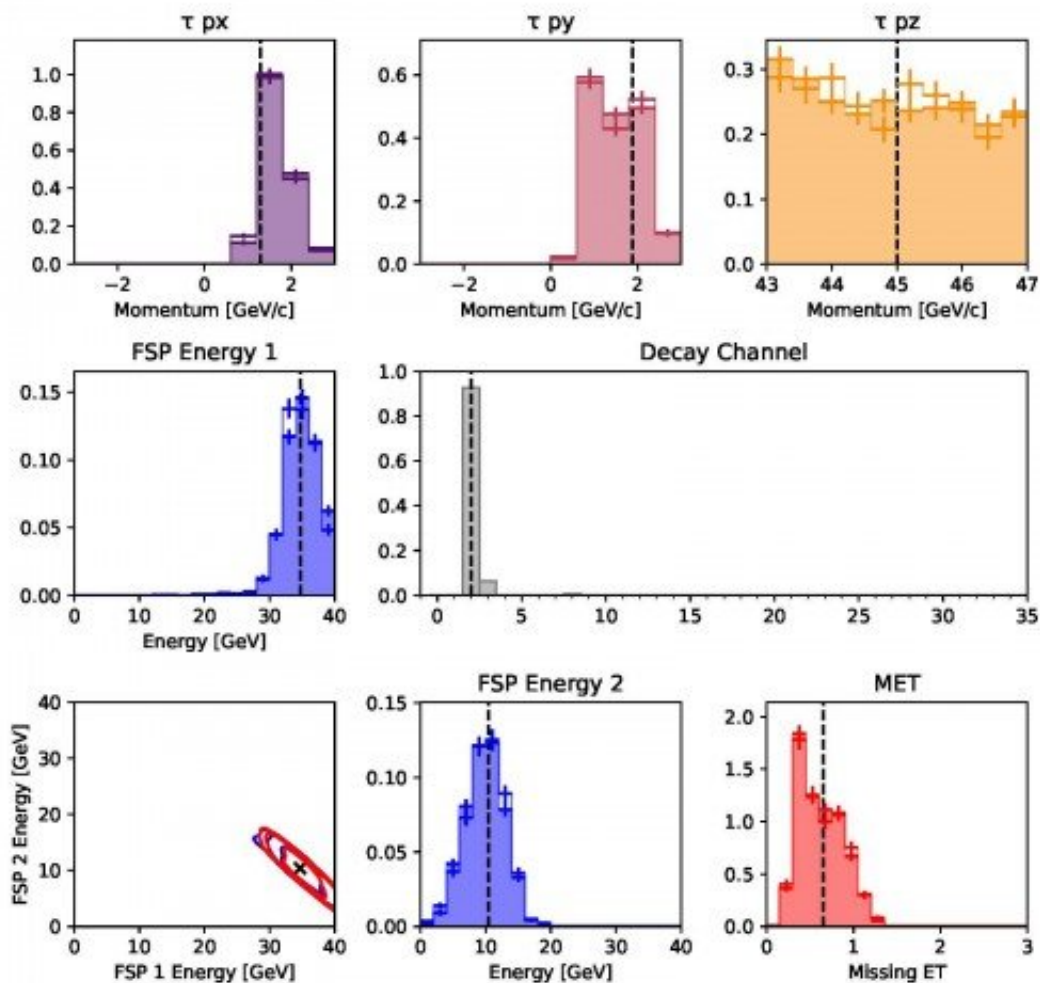 τ px
1.0
0.8
0.6
0.4
0.2
0.0
−2 0 2
Momentum [GeV/c]
τ py
0.6
0.4
0.2
0.0
−2 0 2
Momentum [GeV/c]
τ pz
0.3
0.2
0.1
0.0
43 44 45 46 47
Momentum [GeV/c]
FSP Energy 1
0.15
0.10
0.05
0.00
0 10 20 30 40
Energy [GeV]
Decay Channel
1.0
0.8
0.6
0.4
0.2
0.0
0 5 10 15 20 25 30 35
FSP 2 Energy [GeV]
40
30
20
10
0
0 10 20 30 40
FSP 1 Energy [GeV]
FSP Energy 2
0.15
0.10
0.05
0.00
0 10 20 30 40
Energy [GeV]
MET
2.0
1.5
1.0
0.5
0.0
0 1 2 3
Missing ET